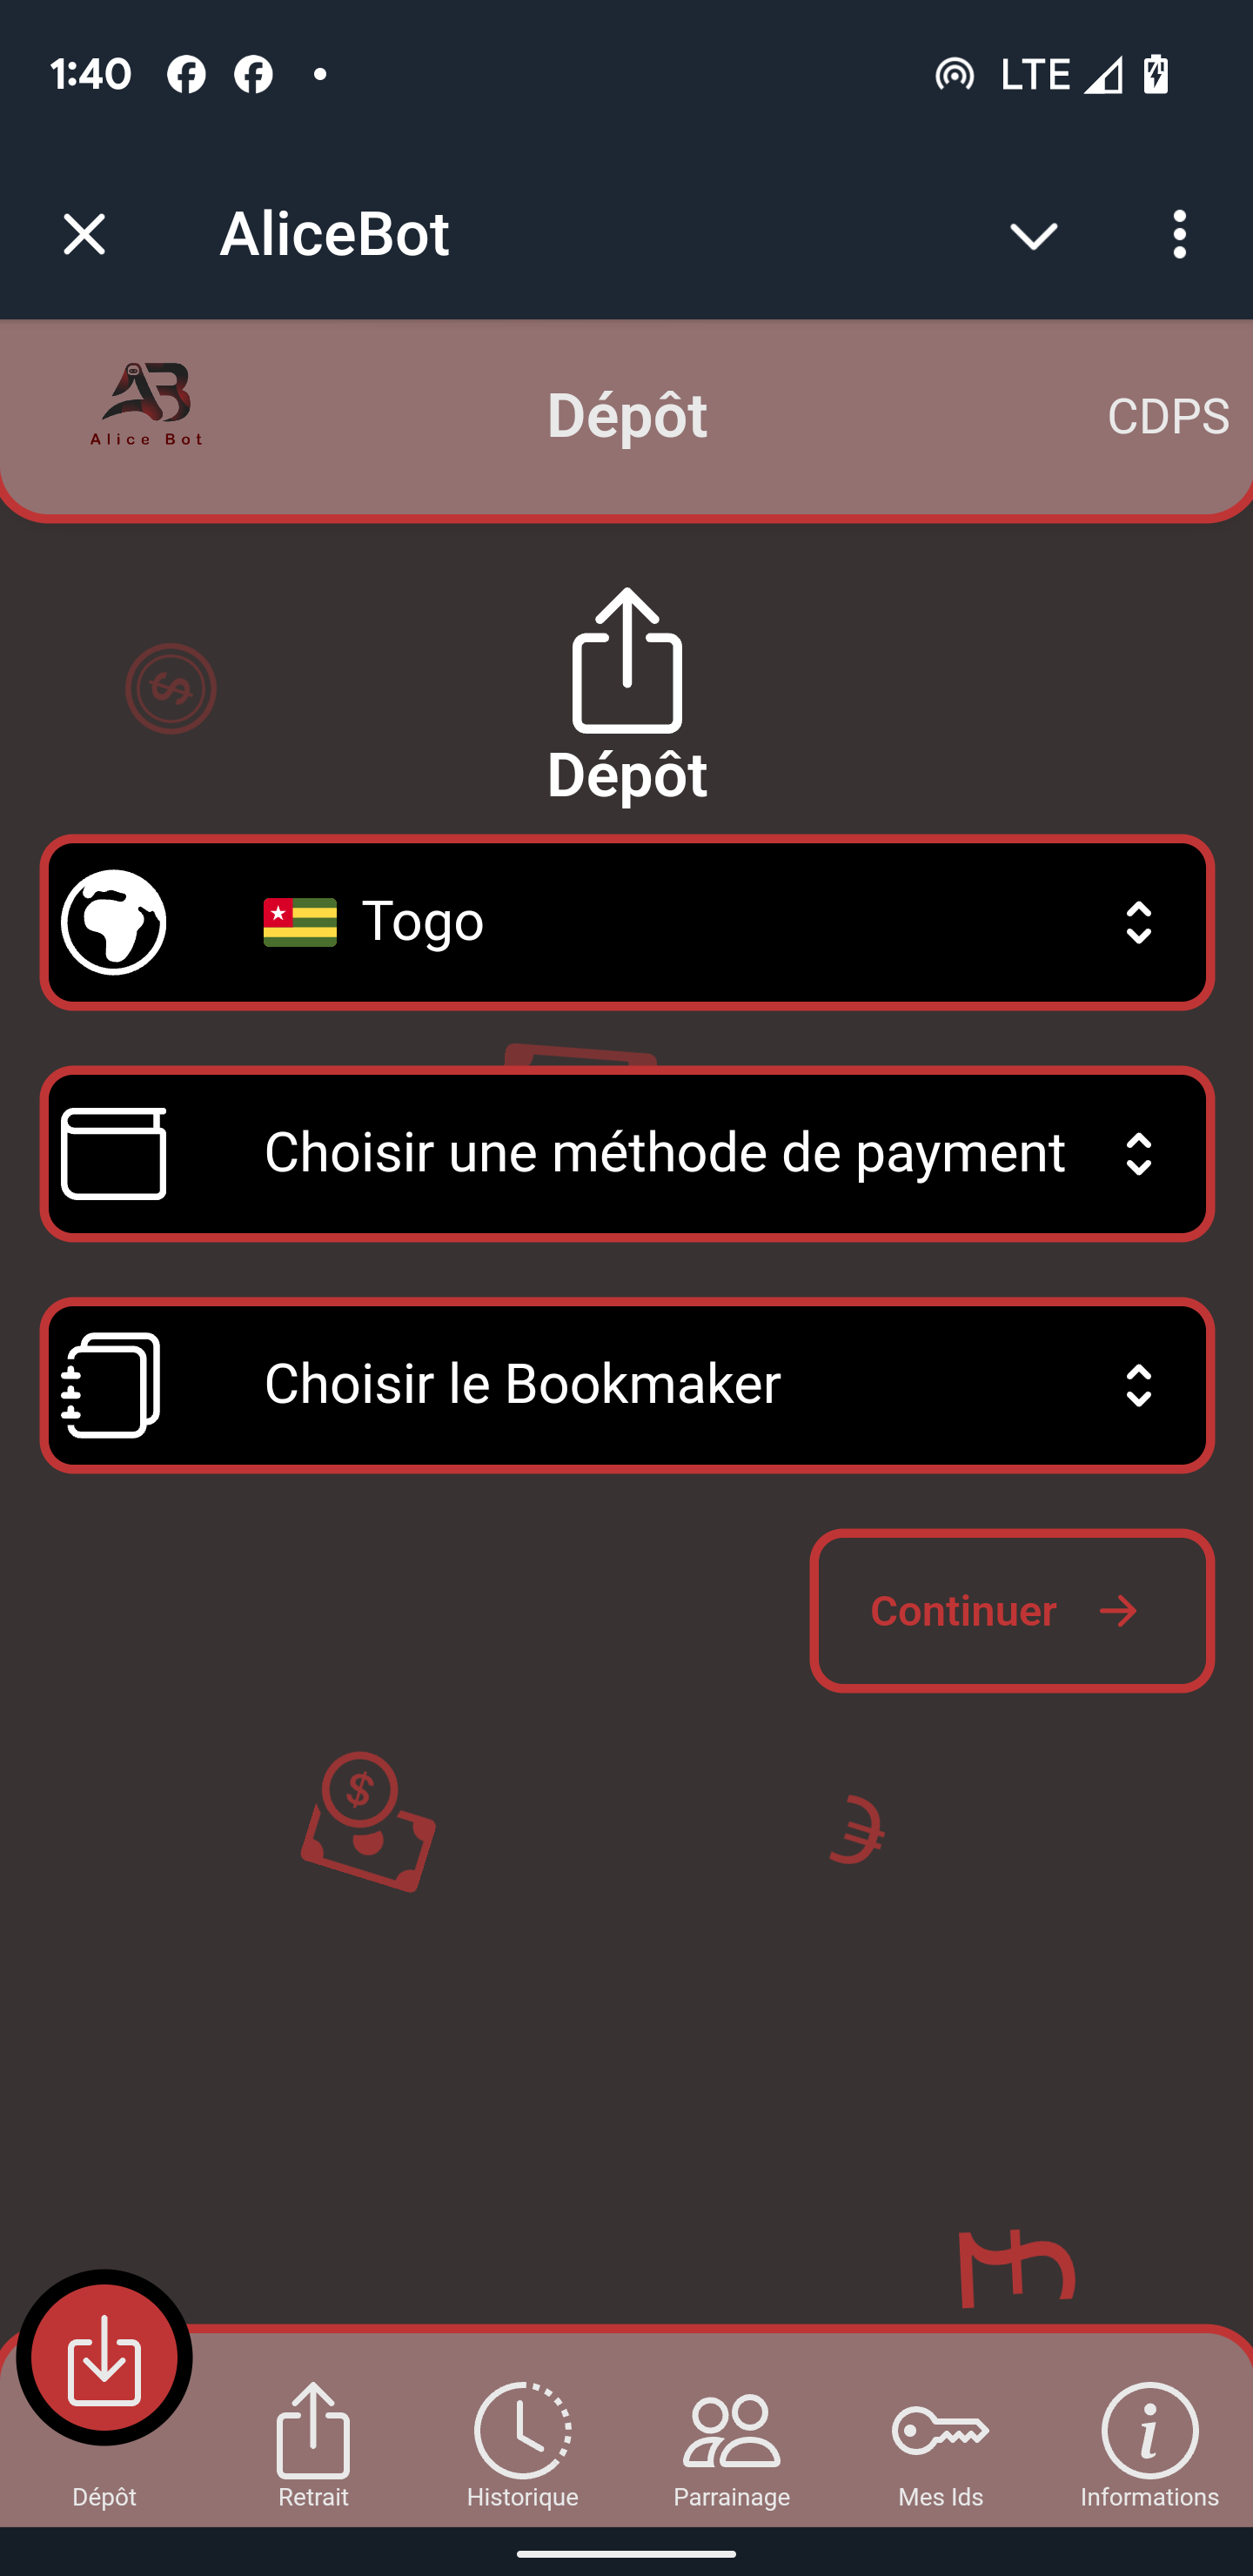 1:40
LTE
AliceBot
Alice Bot
Dépôt
CDPS
Dépôt
Togo
Choisir une méthode de payment
Choisir le Bookmaker
Continuer
Dépôt
Retrait
Historique
Parrainage
Mes Ids
Informations